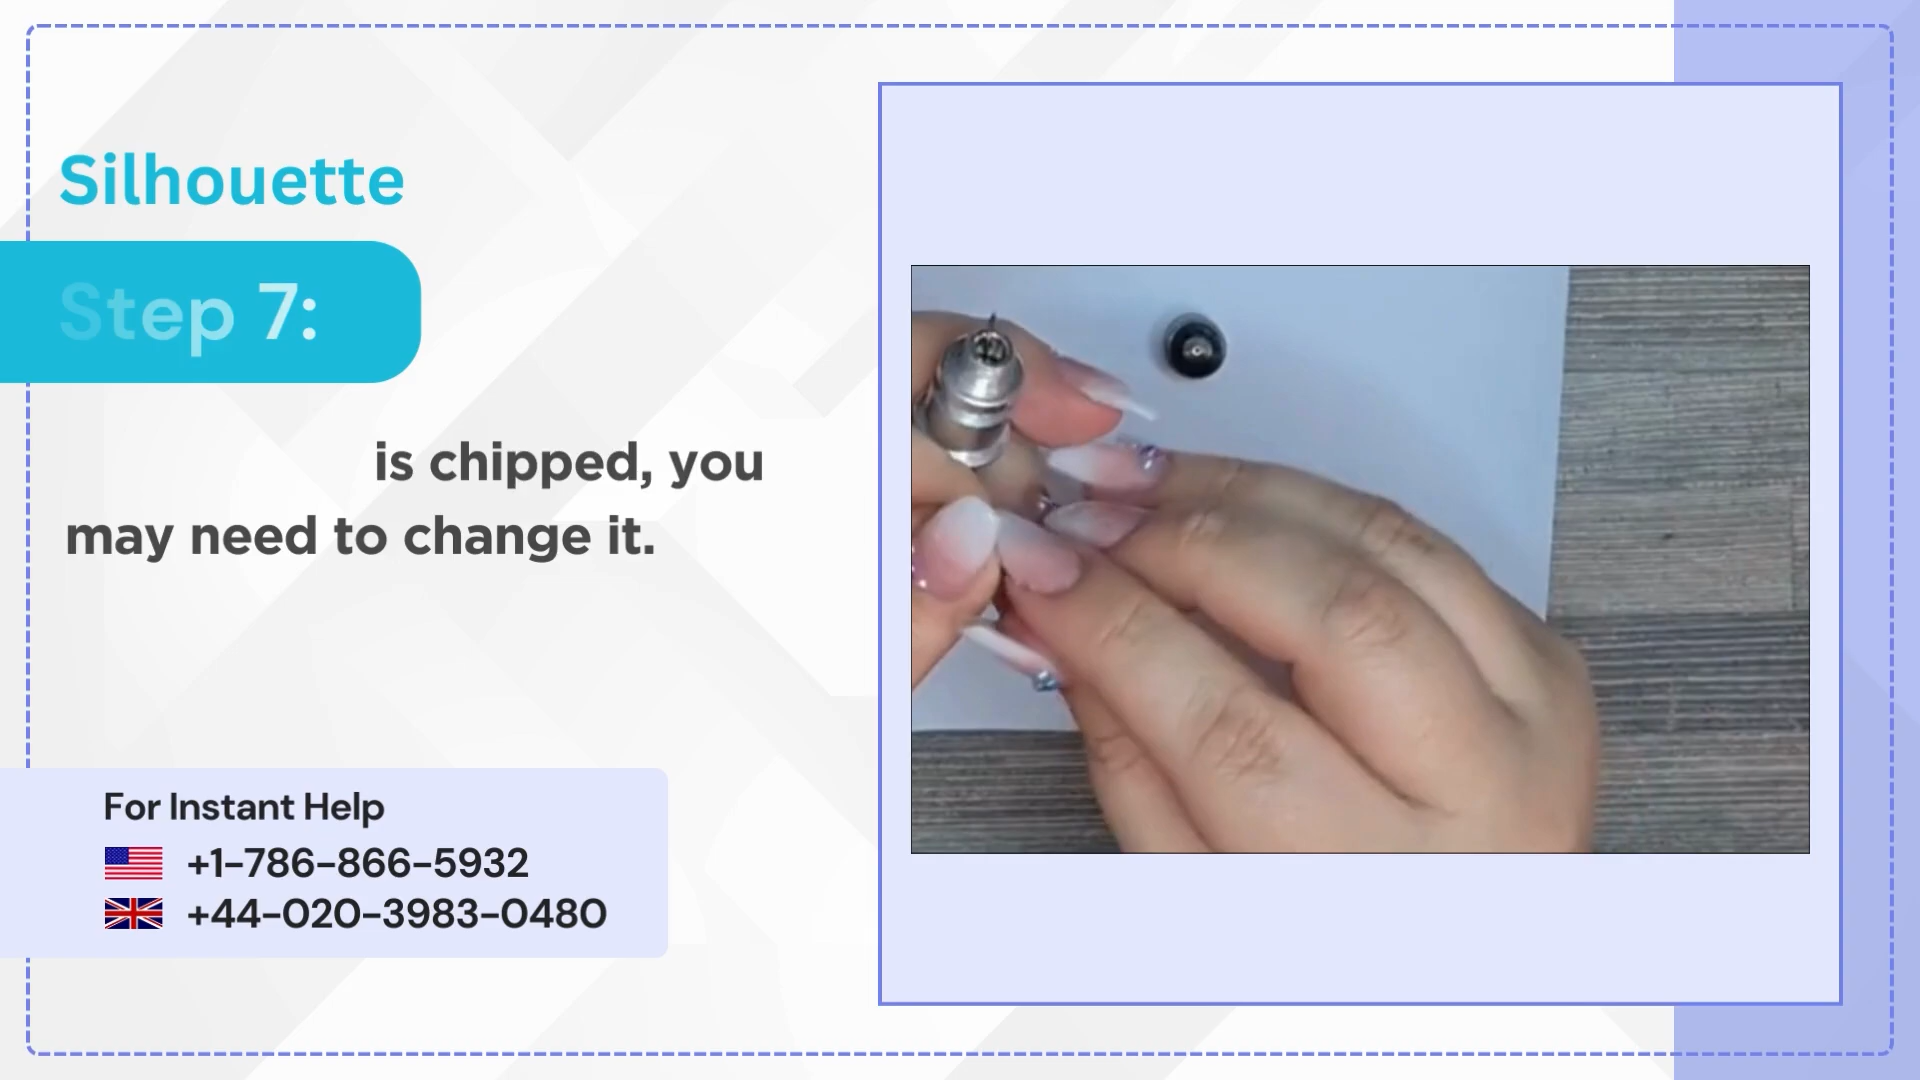 Silhouette
Step 7:
is chipped, you
may need to change it.
For Instant Help
+1-786-866-5932
+44-020-3983-0480